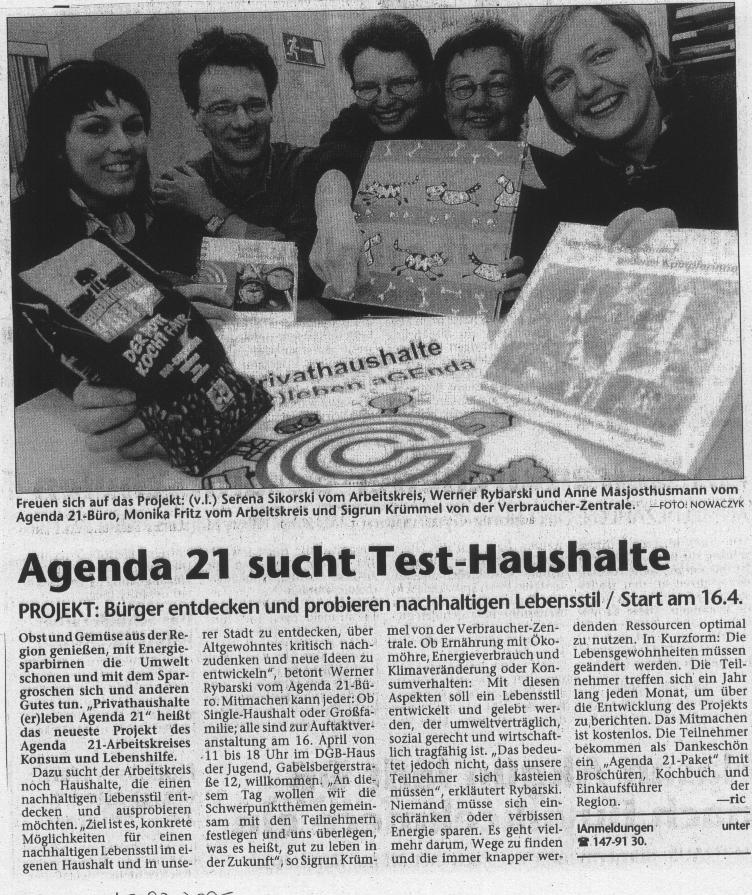 DER POTT
KOCHT FAIR
Privathaushalte
(er)leben aGEnda
Freuen sich auf das Projekt: (v.l.) Serena Sikorski vom Arbeitskreis, Werner Rybarski und Anne Masjosthusmann vom
Agenda 21-Büro, Monika Fritz vom Arbeitskreis und Sigrun Krümmel von der Verbraucher-Zentrale. —FOTO: NOWACZYK
Agenda 21 sucht Test-Haushalte
PROJEKT: Bürger entdecken und probieren nachhaltigen Lebensstil / Start am 16.4.
Obst und Gemüse aus der Re-
gion genießen, mit Energie-
sparbirnen die Umwelt
schonen und mit dem Spar-
groschen sich und anderen
Gutes tun. „Privathaushalte
(er)leben Agenda 21" heißt
das neueste Projekt des
Agenda 21-Arbeitskreises
Konsum und Lebenshilfe.
Dazu sucht der Arbeitskreis
noch Haushalte, die einen
nachhaltigen Lebensstil ent-
decken und ausprobieren
möchten. „Ziel ist es, konkrete
Möglichkeiten für einen
nachhaltigen Lebensstil im ei-
genen Haushalt und in unse-
rer Stadt zu entdecken, über
Altgewohntes kritisch nach-
zudenken und neue Ideen zu
entwickeln", betont Werner
Rybarski vom Agenda 21-Bü-
ro. Mitmachen kann jeder: Ob
Single-Haushalt oder Großfa-
milie; alle sind zur Auftaktver-
anstaltung am 16. April von
11 bis 18 Uhr im DGB-Haus
der Jugend, Gabelsbergerstra-
ße 12, willkommen. „An die-
sem Tag wollen wir die
Schwerpunktthemen gemein-
sam mit den Teilnehmern
festlegen und uns überlegen,
was es heißt, gut zu leben in
der Zukunft", so Sigrun Krüm-
mel von der Verbraucher-Zen-
trale. Ob Ernährung mit Öko-
möhre, Energieverbrauch und
Klimaveränderung oder Kon-
sumverhalten: Mit diesen
Aspekten soll ein Lebensstil
entwickelt und gelebt wer-
den, der umweltverträglich,
sozial gerecht und wirtschaft-
lich tragfähig ist. „Das bedeu-
tet jedoch nicht, dass unsere
Teilnehmer sich kasteien
müssen", erkläutert Rybarski.
Niemand müsse sich ein-
schränken oder verbissen
Energie sparen. Es geht viel-
mehr darum, Wege zu finden
und die immer knapper wer-
denden Ressourcen optimal
zu nutzen. In Kurzform: Die
Lebensgewohnheiten müssen
geändert werden. Die Teil-
nehmer treffen sich ein Jahr
lang jeden Monat, um über
die Entwicklung des Projekts
zu berichten. Das Mitmachen
ist kostenlos. Die Teilnehmer
bekommen als Dankeschön
ein „Agenda 21-Paket" mit
Broschüren, Kochbuch und
Einkaufsführer der
Region. —ric
IAnmeldungen unter
☎ 147-91 30.